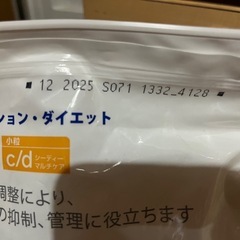 12 2025 S071 1332_4128
ション・ダイエット
小粒
c/d シーディー
マルチケア
調整により、
の抑制、管理に役立ちます